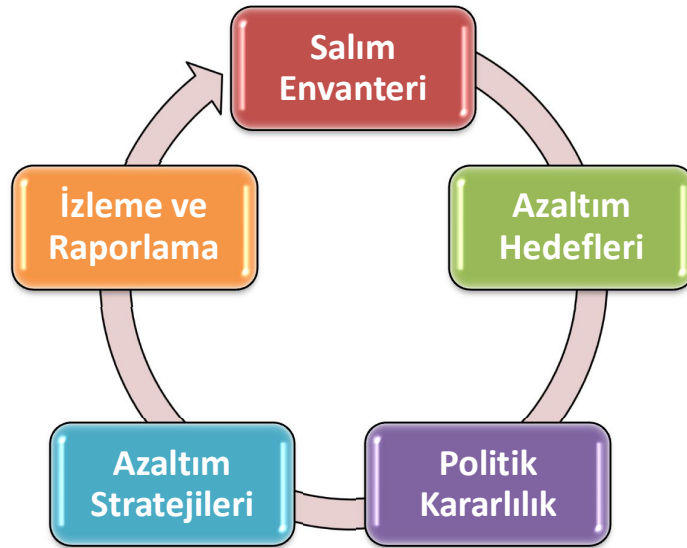 Salım
Envanteri
Azaltım
Hedefleri
Politik
Kararlılık
Azaltım
Stratejileri
İzleme ve
Raporlama